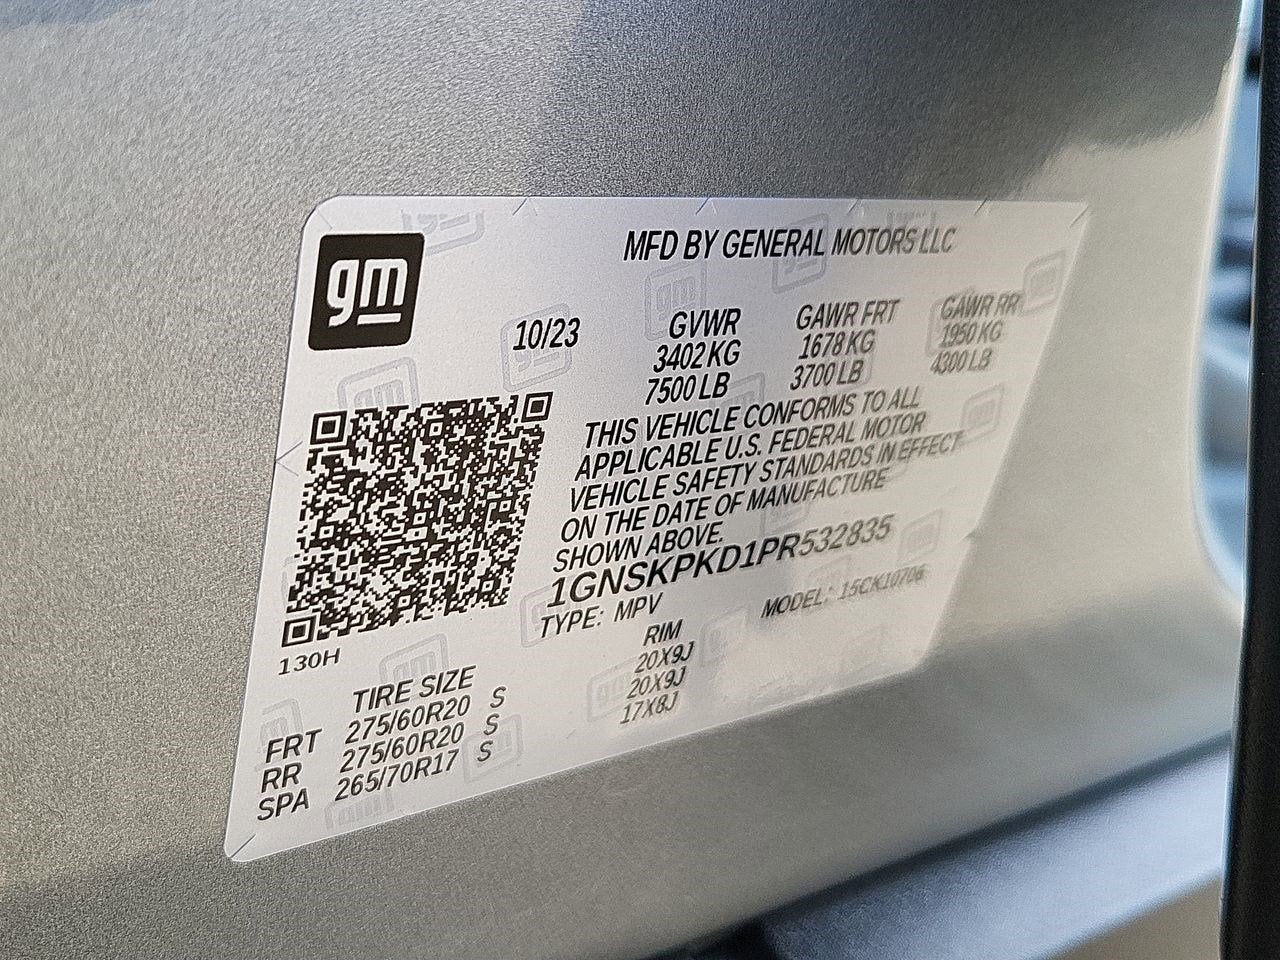 gm
MFD BY GENERAL MOTORS LLC
10/23
GVWR GAWR FRT GAWR RR
3402 KG 1678 KG 1950 KG
7500 LB 3700 LB 4300 LB
THIS VEHICLE CONFORMS TO ALL
APPLICABLE U.S. FEDERAL MOTOR
VEHICLE SAFETY STANDARDS IN EFFECT
ON THE DATE OF MANUFACTURE
SHOWN ABOVE.
1GNSKPKD1PR532835
TYPE: MPV MODEL: 15CK10706
130H
TIRE SIZE RIM
FRT 275/60R20 S 20X9J
RR 275/60R20 S 20X9J
SPA 265/70R17 S 17X8J